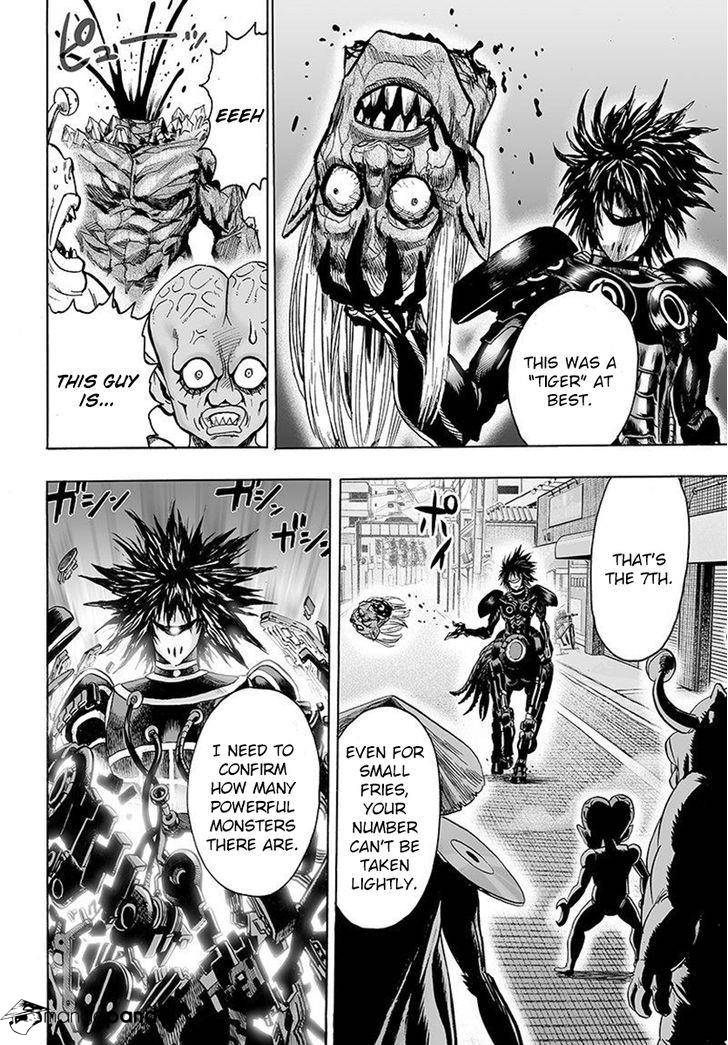 THIS WAS A
"TIGER" AT
BEST.
ピュー
EEEH
THIS GUY
IS...
THAT'S
THE 7TH.
ポイ
EVEN FOR
SMALL
FRIES,
YOUR
NUMBER
CAN'T BE
TAKEN
LIGHTLY.
ガシン
ガシン
ガシン
I NEED TO
CONFIRM
HOW MANY
POWERFUL
MONSTERS
THERE ARE.